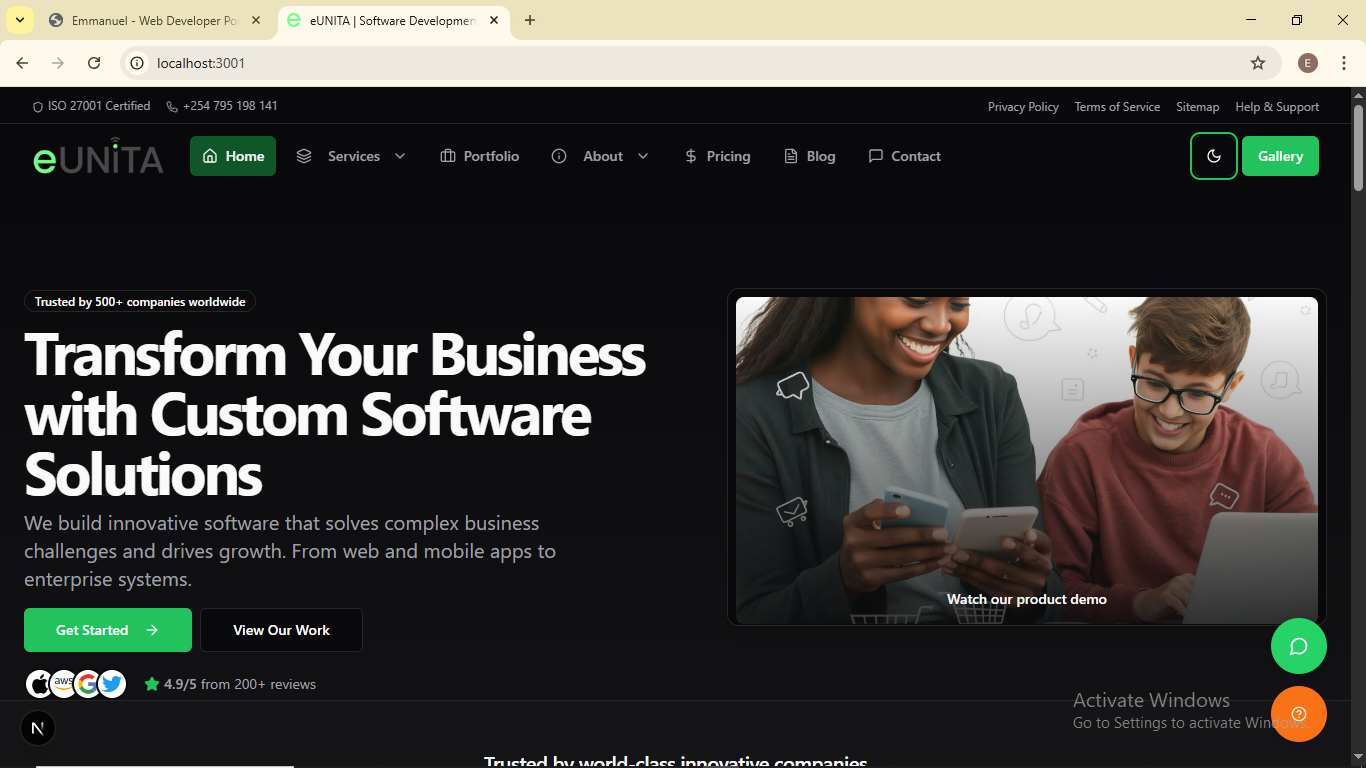 Emmanuel - Web Developer Po
eUNITA | Software Developmen
localhost:3001
E
ISO 27001 Certified
+254 795 198 141
Privacy Policy
Terms of Service
Sitemap
Help & Support
eUNiTA
Home
Services
Portfolio
About
Pricing
Blog
Contact
Gallery
Trusted by 500+ companies worldwide
Transform Your Business
with Custom Software
Solutions
We build innovative software that solves complex business
challenges and drives growth. From web and mobile apps to
enterprise systems.
Watch our product demo
Get Started
View Our Work
aws
G
4.9/5 from 200+ reviews
Activate Windows
Go to Settings to activate Windows.
N
Trusted by world-class innovative companies